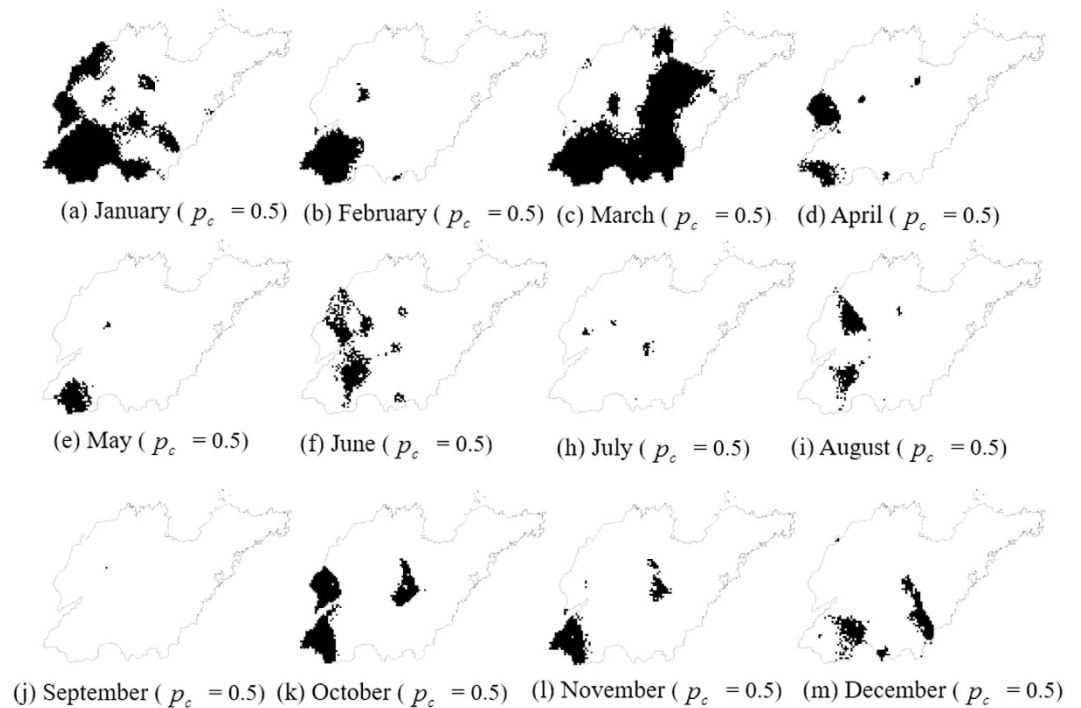 (a) January ( p_c = 0.5) (b) February ( p_c = 0.5) (c) March ( p_c = 0.5) (d) April ( p_c = 0.5)
(e) May ( p_c = 0.5) (f) June ( p_c = 0.5) (h) July ( p_c = 0.5) (i) August ( p_c = 0.5)
(j) September ( p_c = 0.5) (k) October ( p_c = 0.5) (l) November ( p_c = 0.5) (m) December ( p_c = 0.5)